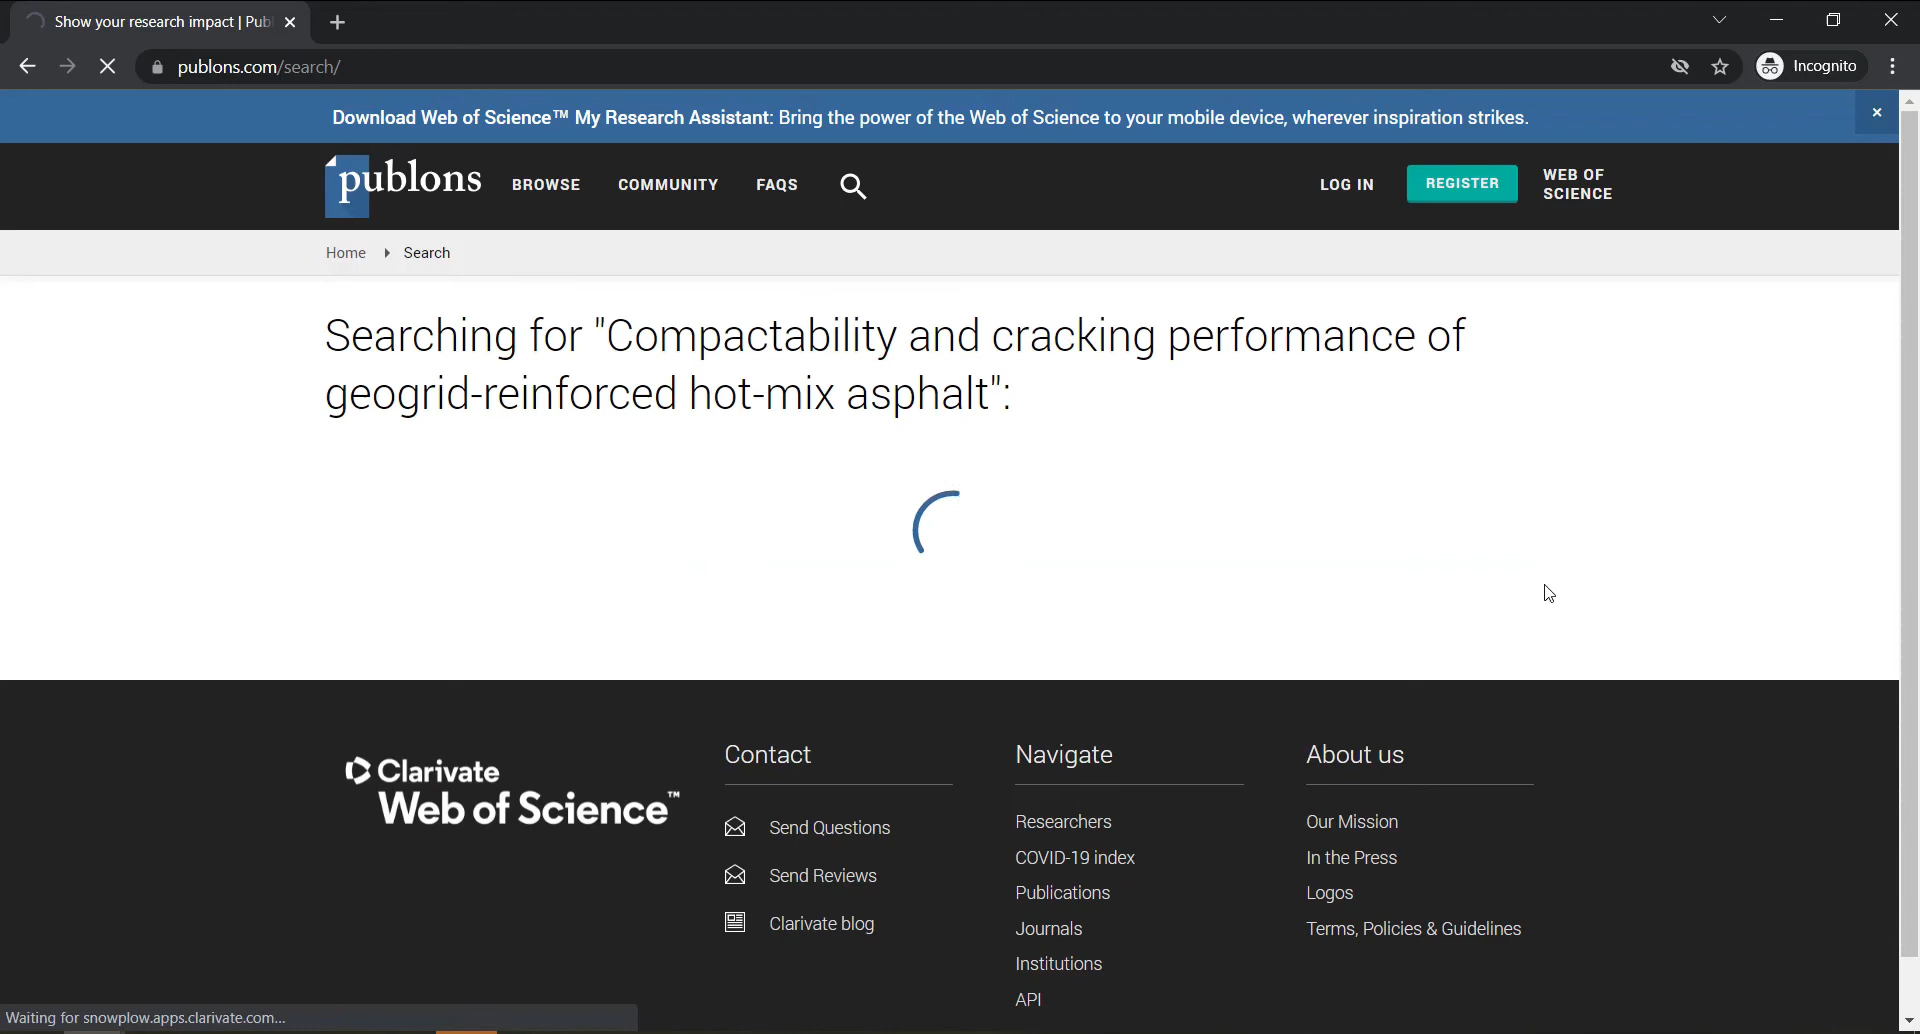 Show your research impact | Pub
publons.com/search/
Incognito
Download Web of Science™ My Research Assistant: Bring the power of the Web of Science to your mobile device, wherever inspiration strikes.
×
publons
BROWSE
COMMUNITY
FAQS
LOG IN
REGISTER
WEB OF
SCIENCE
Home
Search
Searching for "Compactability and cracking performance of
geogrid-reinforced hot-mix asphalt":
Clarivate
Web of Science™
Contact
Send Questions
Send Reviews
Clarivate blog
Navigate
Researchers
COVID-19 index
Publications
Journals
Institutions
API
About us
Our Mission
In the Press
Logos
Terms, Policies & Guidelines
Waiting for snowplow.apps.clarivate.com...